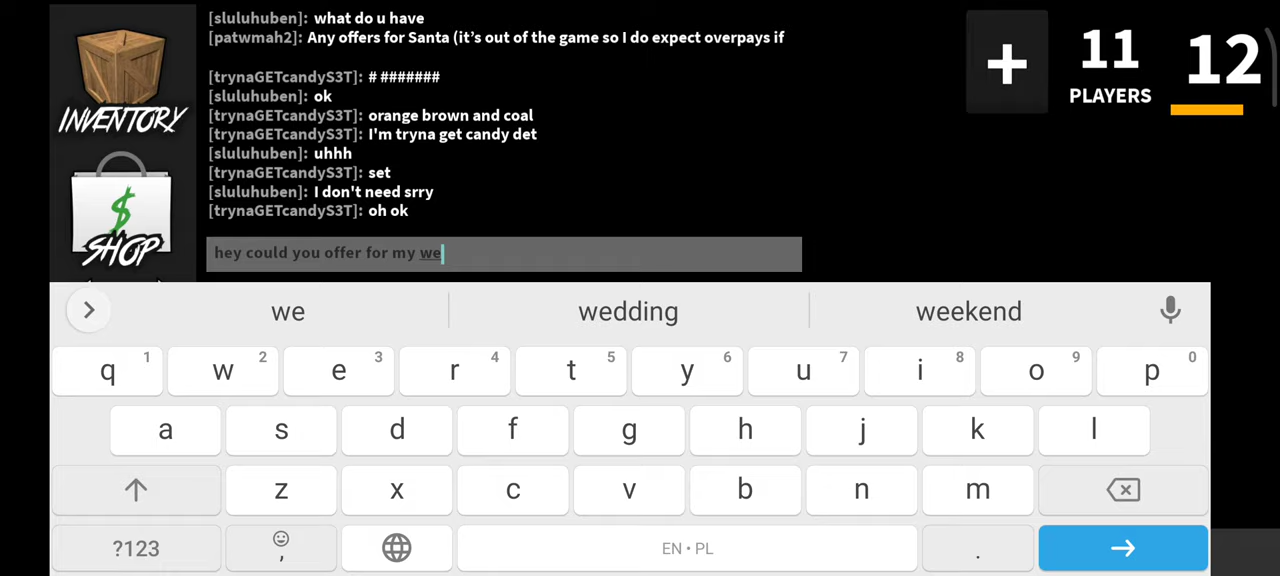 [sluluhuben]: what do u have
[patwmah2]: Any offers for Santa (it's out of the game so I do expect overpays if
[trynaGETcandyS3T]: # #######
[sluluhuben]: ok
[trynaGETcandyS3T]: orange brown and coal
[trynaGETcandyS3T]: I'm tryna get candy det
[sluluhuben]: uhhh
[trynaGETcandyS3T]: set
[sluluhuben]: I don't need srry
[trynaGETcandyS3T]: oh ok
INVENTORY
$
SHOP
+
11
PLAYERS
12
hey could you offer for my we
we wedding weekend
q 1 w 2 e 3 r 4 t 5 y 6 u 7 i 8 o 9 p 0
a s d f g h j k l
z x c v b n m
?123 , EN • PL .